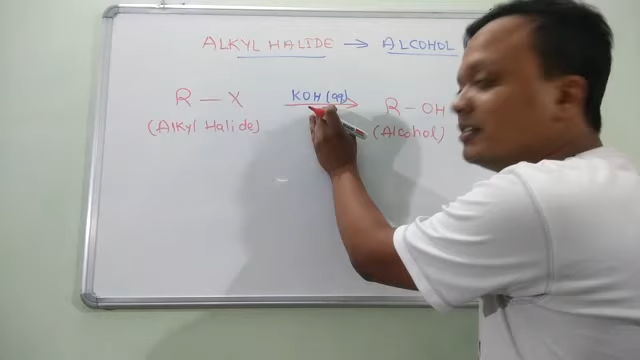 ALKYL HALIDE → ALCOHOL
R — X KOH (aq) → R — OH
(Alkyl Halide) (Alcohol)